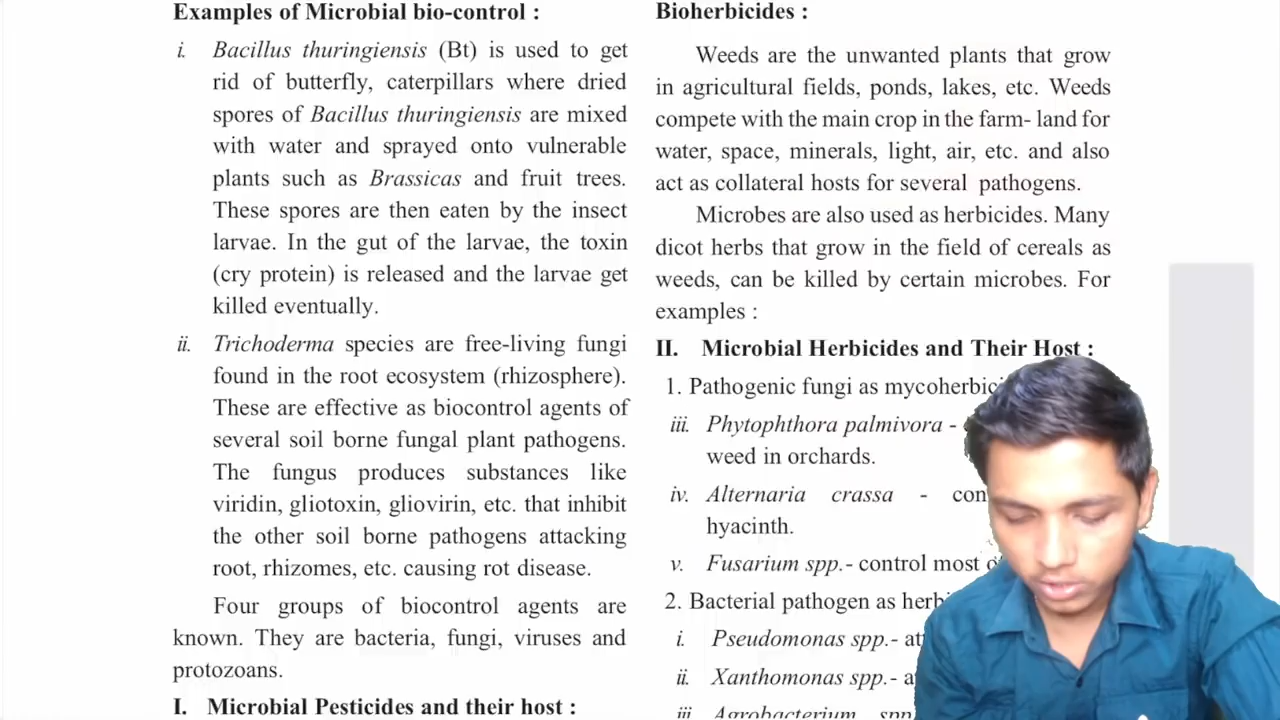 Examples of Microbial bio-control :
i. Bacillus thuringiensis (Bt) is used to get
rid of butterfly, caterpillars where dried
spores of Bacillus thuringiensis are mixed
with water and sprayed onto vulnerable
plants such as Brassicas and fruit trees.
These spores are then eaten by the insect
larvae. In the gut of the larvae, the toxin
(cry protein) is released and the larvae get
killed eventually.
ii. Trichoderma species are free-living fungi
found in the root ecosystem (rhizosphere).
These are effective as biocontrol agents of
several soil borne fungal plant pathogens.
The fungus produces substances like
viridin, gliotoxin, gliovirin, etc. that inhibit
the other soil borne pathogens attacking
root, rhizomes, etc. causing rot disease.
Four groups of biocontrol agents are
known. They are bacteria, fungi, viruses and
protozoans.
I. Microbial Pesticides and their host :
Bioherbicides :
Weeds are the unwanted plants that grow
in agricultural fields, ponds, lakes, etc. Weeds
compete with the main crop in the farm- land for
water, space, minerals, light, air, etc. and also
act as collateral hosts for several pathogens.
Microbes are also used as herbicides. Many
dicot herbs that grow in the field of cereals as
weeds, can be killed by certain microbes. For
examples :
II. Microbial Herbicides and Their Host :
1. Pathogenic fungi as
iii. Phytophthora palmivora -
weed in orchards.
iv. Alternaria crassa -
hyacinth.
v. Fusarium spp.- control most
2. Bacterial pathogen as
i. Pseudomonas spp.-
ii. Xanthomonas spp.-
iii. Agrobacterium spp